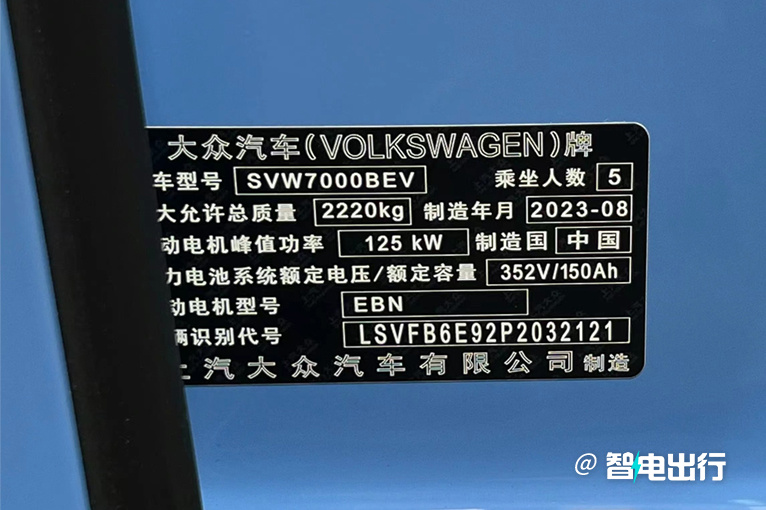 大众汽车(VOLKSWAGEN)牌
车型号 SVW7000BEV 乘坐人数 5
大允许总质量 2220kg 制造年月 2023-08
动电机峰值功率 125 kW 制造国 中国
力电池系统额定电压/额定容量 352V/150Ah
动电机型号 EBN
辆识别代号 LSVFB6E92P2032121
上汽大众汽车有限公司 制造
@智电出行